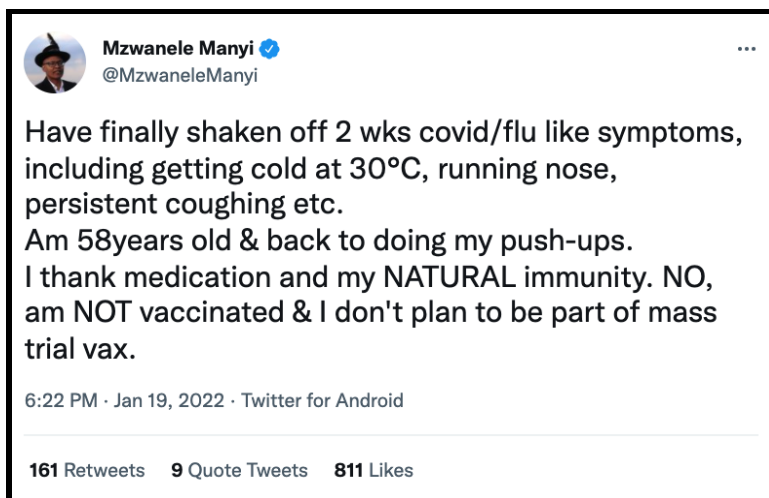 Mzwanele Manyi
@MzwaneleManyi
Have finally shaken off 2 wks covid/flu like symptoms,
including getting cold at 30°C, running nose,
persistent coughing etc.
Am 58years old & back to doing my push-ups.
I thank medication and my NATURAL immunity. NO,
am NOT vaccinated & I don't plan to be part of mass
trial vax.
6:22 PM · Jan 19, 2022 · Twitter for Android
161 Retweets 9 Quote Tweets 811 Likes